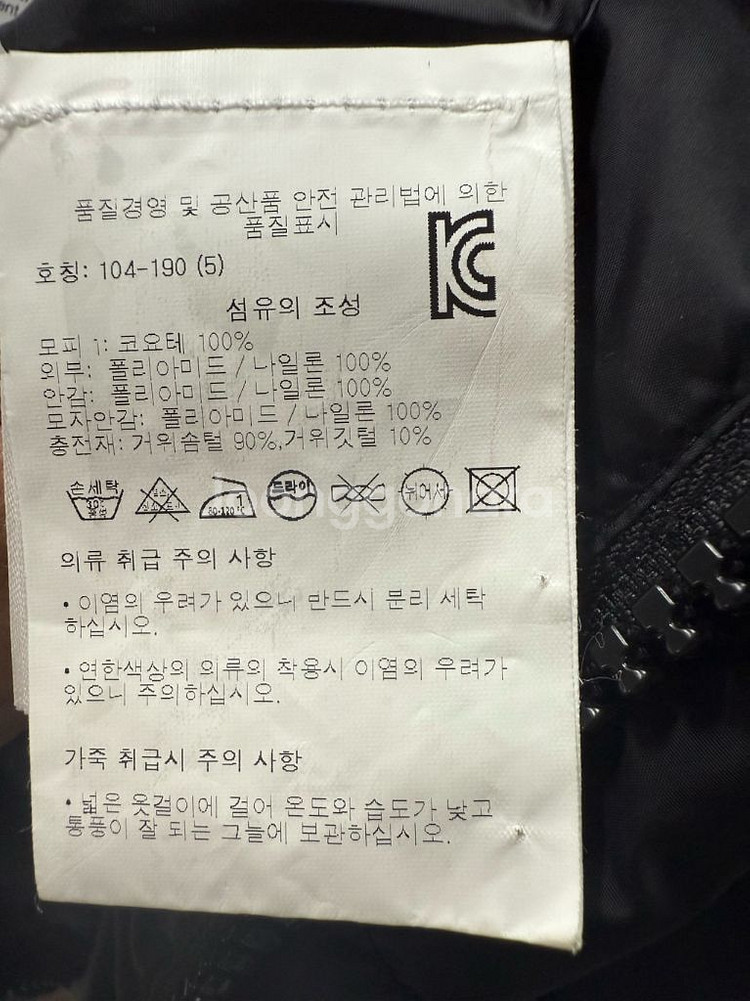 품질경영 및 공산품 안전 관리법에 의한
품질표시
호칭: 104-190 (5)
섬유의 조성
모피 1: 코요테 100%
외부: 폴리아미드 / 나일론 100%
안감: 폴리아미드 / 나일론 100%
모자안감: 폴리아미드 / 나일론 100%
충전재: 거위솜털 90%,거위깃털 10%
손세탁 30℃ 중성 드라이 1 80-120℃ 뉘어서
의류 취급 주의 사항
• 이염의 우려가 있으니 반드시 분리 세탁
하십시오.
• 연한색상의 의류의 착용시 이염의 우려가
있으니 주의하십시오.
가죽 취급시 주의 사항
• 넓은 옷걸이에 걸어 온도와 습도가 낮고
통풍이 잘 되는 그늘에 보관하십시오.